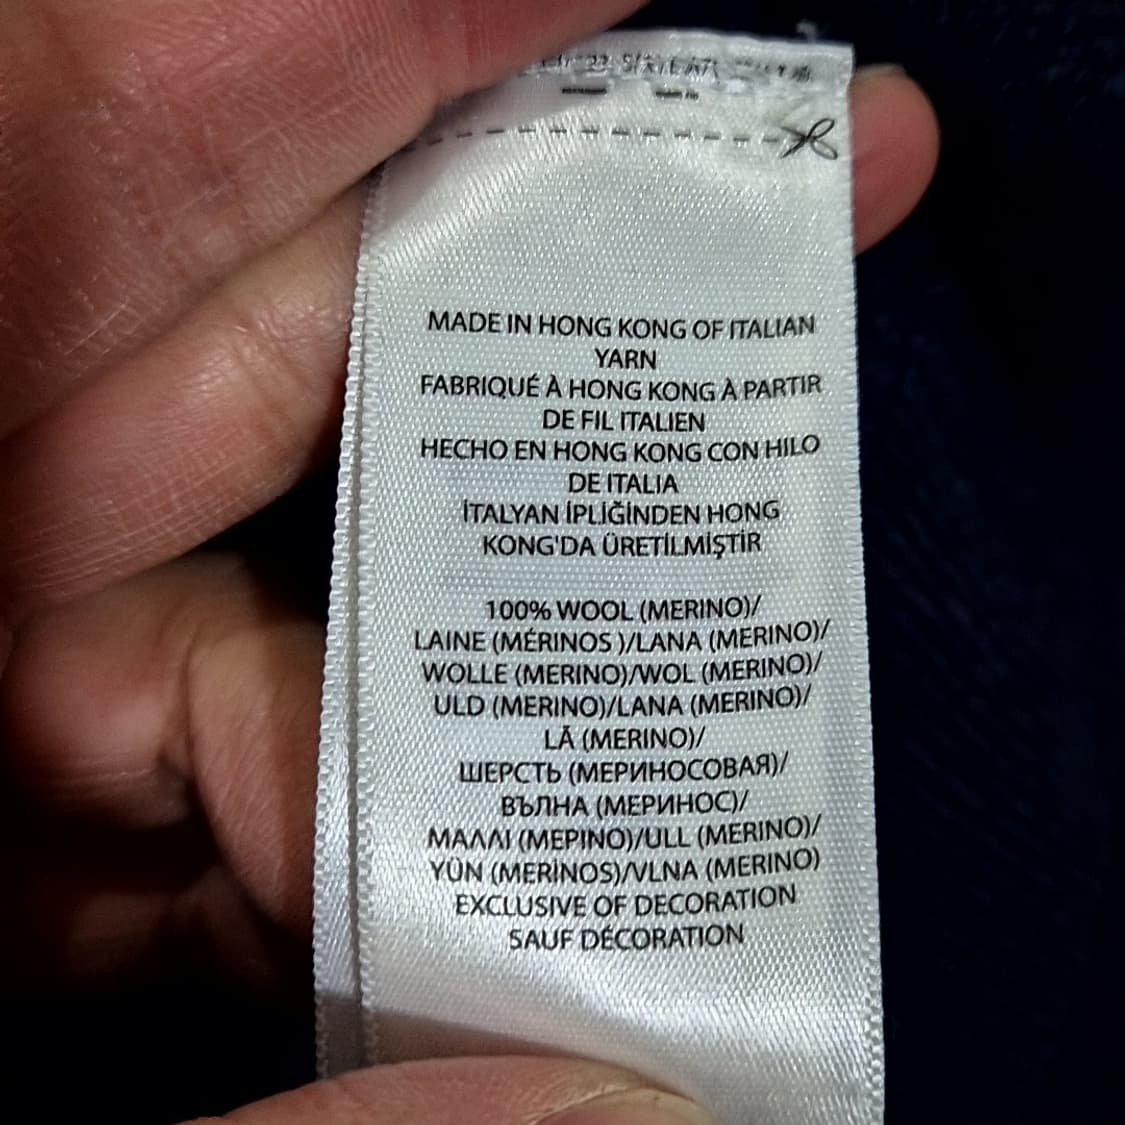 MADE IN HONG KONG OF ITALIAN
YARN
FABRIQUÉ À HONG KONG À PARTIR
DE FIL ITALIEN
HECHO EN HONG KONG CON HILO
DE ITALIA
İTALYAN İPLİĞİNDEN HONG
KONG'DA ÜRETİLMİŞTİR
100% WOOL (MERINO)/
LAINE (MÉRINOS )/LANA (MERINO)/
WOLLE (MERINO)/WOL (MERINO)/
ULD (MERINO)/LANA (MERINO)/
LÃ (MERINO)/
ШЕРСТЬ (МЕРИНОСОВАЯ)/
ВЪЛНА (МЕРИНОС)/
ΜΑΛΛΙ (ΜΕΡΙΝΟ)/ULL (MERINO)/
YÜN (MERİNOS)/VLNA (MERINO)
EXCLUSIVE OF DECORATION
SAUF DÉCORATION